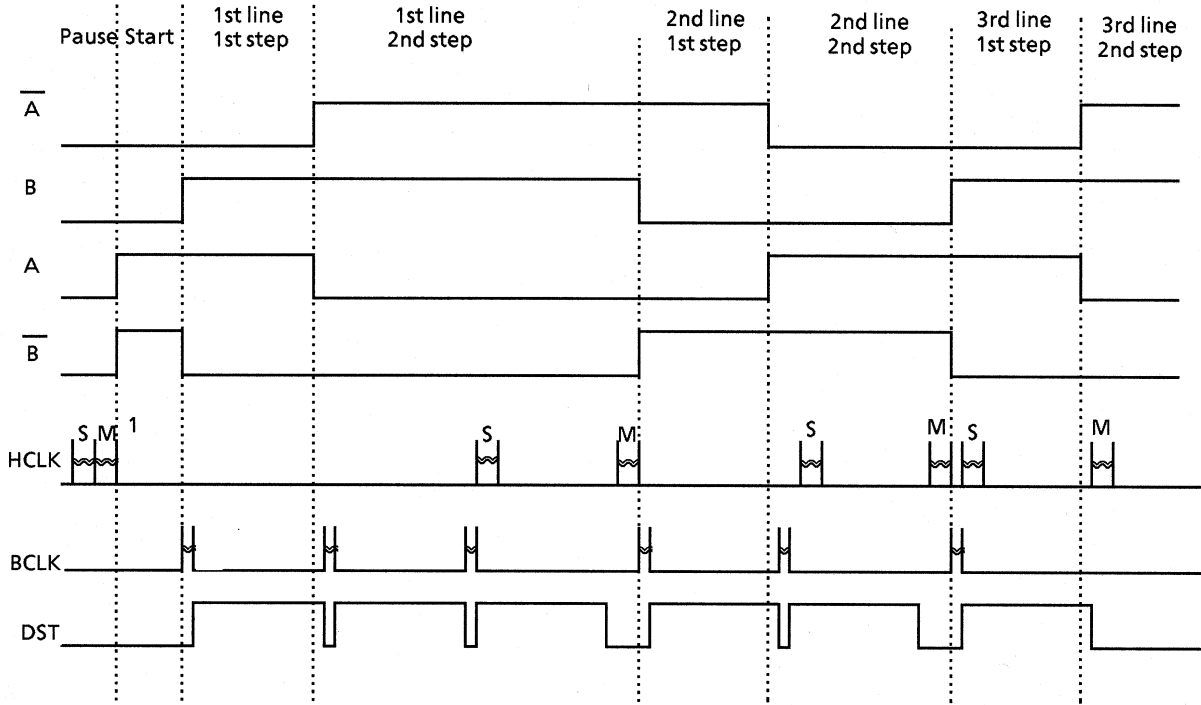 Pause Start 1st line 1st line 2nd line 2nd line 3rd line 3rd line
1st step 2nd step 1st step 2nd step 1st step 2nd step
A̅
B
A
B̅
S M 1 S M S M S M
HCLK
BCLK
DST